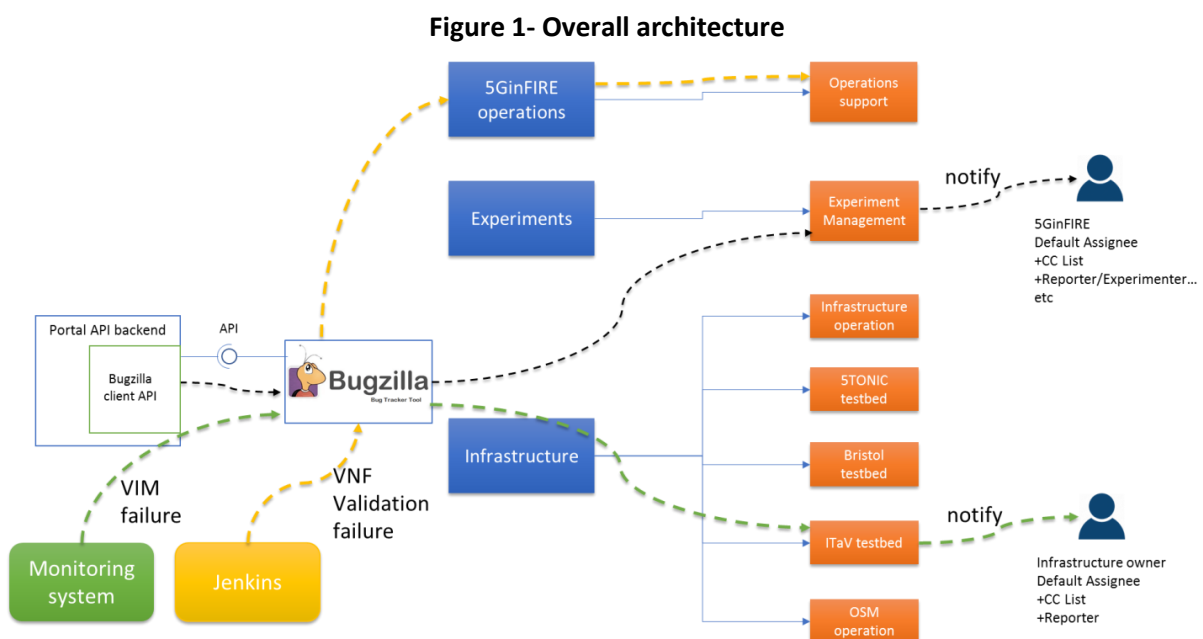 Figure 1- Overall architecture
5GinFIRE
operations
Operations
support
Experiments
Experiment
Management
notify
5GinFIRE
Default Assignee
+CC List
+Reporter/Experimenter...
etc
Portal API backend
API
Bugzilla
client API
Bugzilla
Bug Tracker Tool
Infrastructure
operation
5TONIC
testbed
Infrastructure
Bristol
testbed
VIM
failure
VNF
Validation
failure
ITaV testbed
notify
Monitoring
system
Jenkins
Infrastructure owner
Default Assignee
+CC List
+Reporter
OSM
operation